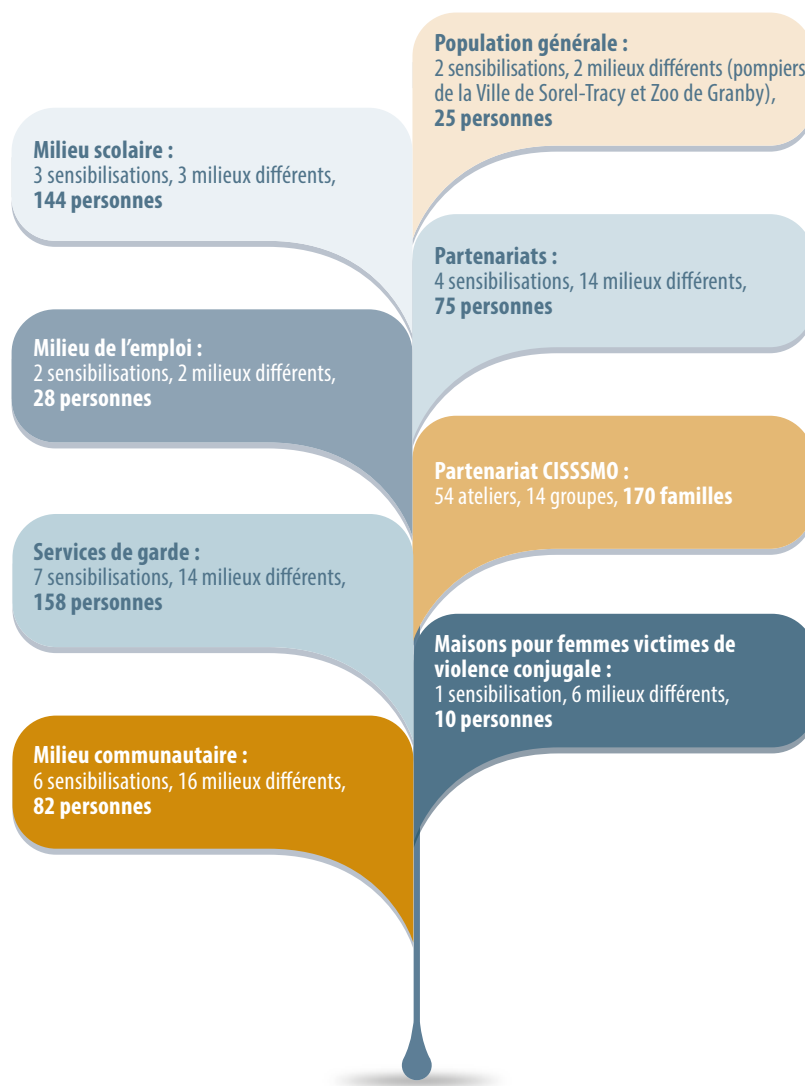 Population générale :
2 sensibilisations, 2 milieux différents (pompiers
de la Ville de Sorel-Tracy et Zoo de Granby),
25 personnes
Milieu scolaire :
3 sensibilisations, 3 milieux différents,
144 personnes
Partenariats :
4 sensibilisations, 14 milieux différents,
75 personnes
Milieu de l'emploi :
2 sensibilisations, 2 milieux différents,
28 personnes
Partenariat CISSSMO :
54 ateliers, 14 groupes, 170 familles
Services de garde :
7 sensibilisations, 14 milieux différents,
158 personnes
Maisons pour femmes victimes de
violence conjugale :
1 sensibilisation, 6 milieux différents,
10 personnes
Milieu communautaire :
6 sensibilisations, 16 milieux différents,
82 personnes